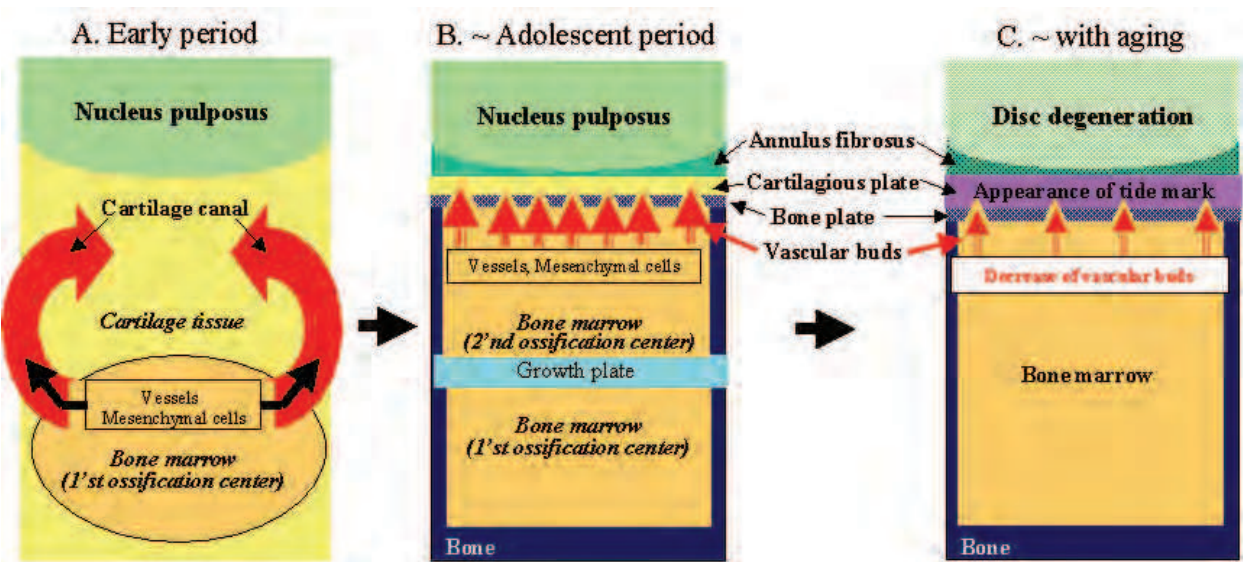 A. Early period
Nucleus pulposus
Cartilage canal
Cartilage tissue
Vessels
Mesenchymal cells
Bone marrow
(1'st ossification center)
B. ~ Adolescent period
Nucleus pulposus
Vessels, Mesenchymal cells
Bone marrow
(2'nd ossification center)
Growth plate
Bone marrow
(1'st ossification center)
Bone
Annulus fibrosus
Cartilagious plate
Bone plate
Vascular buds
C. ~ with aging
Disc degeneration
Appearance of tide mark
Decrease of vascular buds
Bone marrow
Bone